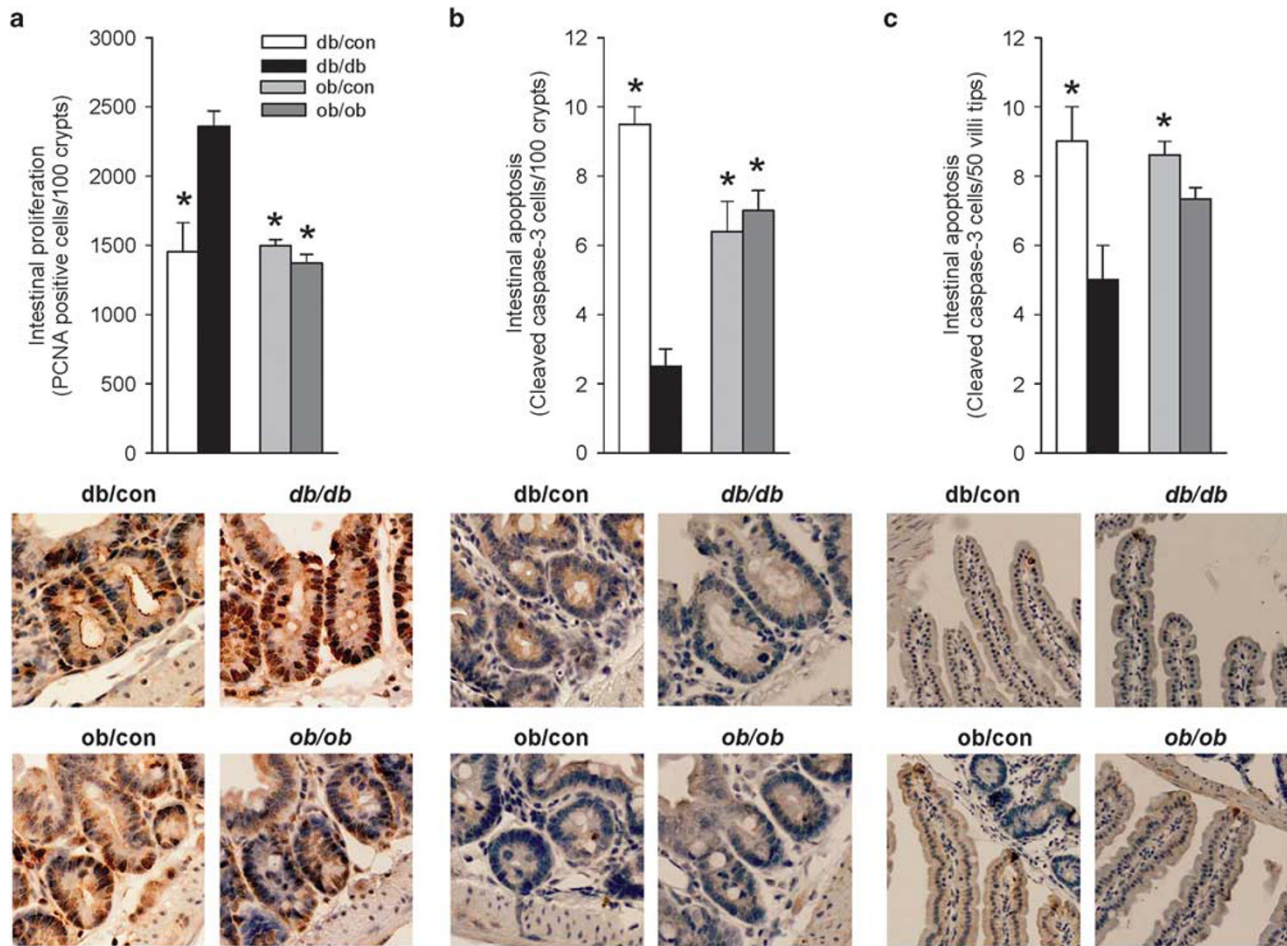 a
3000
2500
2000
1500
1000
500
0
Intestinal proliferation
(PCNA positive cells/100 crypts)
db/con
db/db
ob/con
ob/ob
*
*
*
b
12
10
8
6
4
2
0
Intestinal apoptosis
(Cleaved caspase-3 cells/100 crypts)
*
*
*
c
12
10
8
6
4
2
0
Intestinal apoptosis
(Cleaved caspase-3 cells/50 villi tips)
*
*
db/con
db/db
db/con
db/db
db/con
db/db
ob/con
ob/ob
ob/con
ob/ob
ob/con
ob/ob